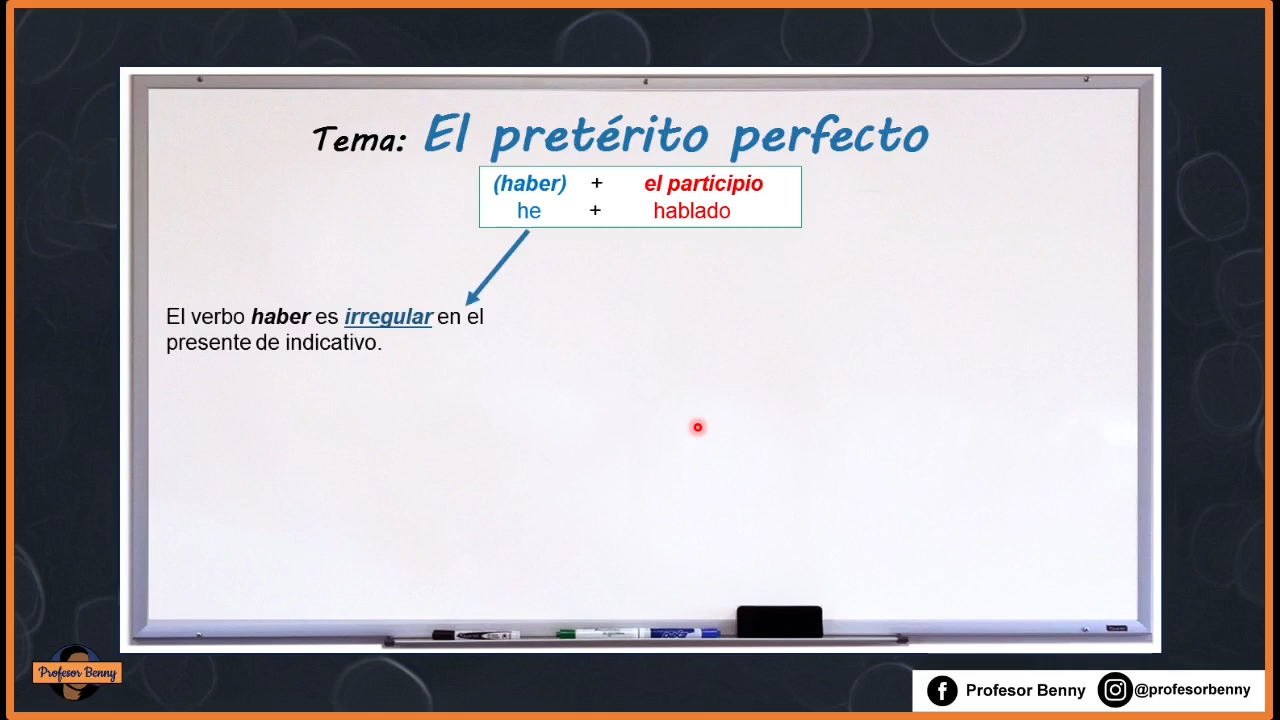 Tema: El pretérito perfecto
(haber) + el participio
he + hablado
El verbo haber es irregular en el
presente de indicativo.
Profesor Benny
Profesor Benny @profesorbenny